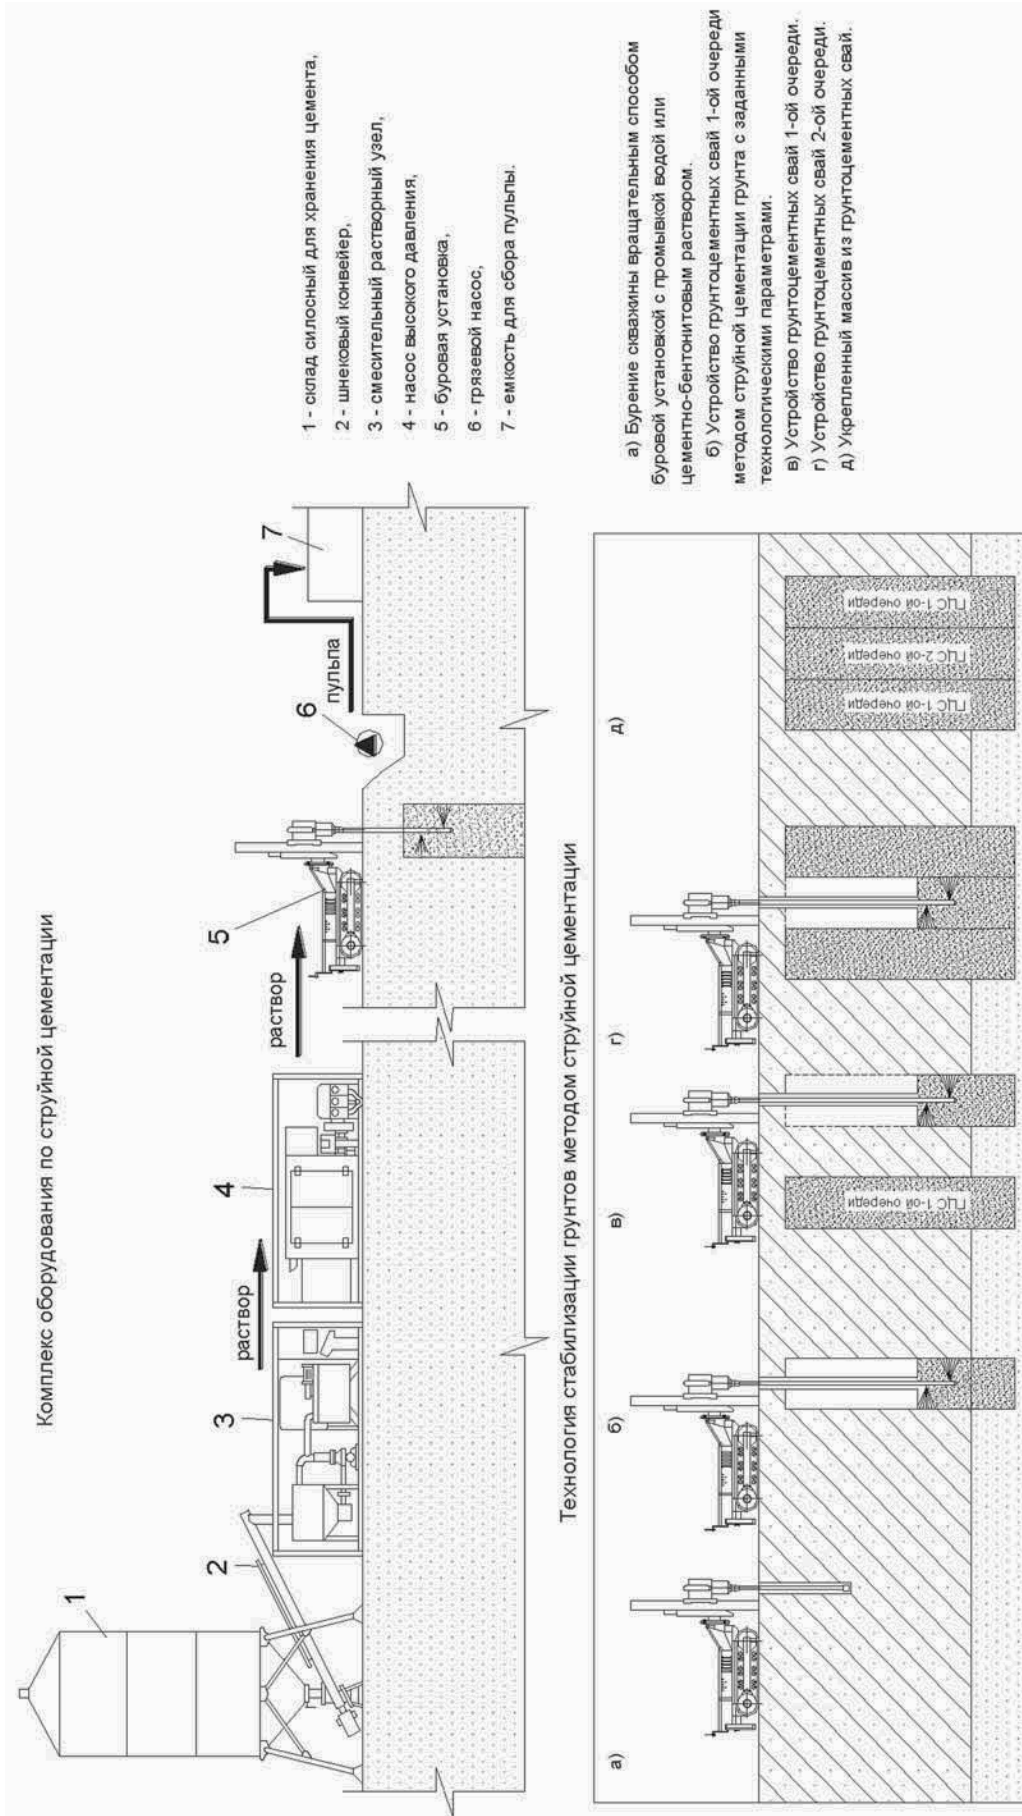 Комплекс оборудования по струйной цементации
1
2
3
4
5
6
7
раствор
раствор
пульпа
1 - склад силосный для хранения цемента,
2 - шнековый конвейер,
3 - смесительный растворный узел,
4 - насос высокого давления,
5 - буровая установка,
6 - грязевой насос,
7 - емкость для сбора пульпы.
Технология стабилизации грунтов методом струйной цементации
а)
б)
в)
г)
д)
ГЦС 1-ой очереди
ГЦС 1-ой очереди
ГЦС 2-ой очереди
ГЦС 1-ой очереди
а) Бурение скважины вращательным способом
буровой установкой с промывкой водой или
цементно-бентонитовым раствором.
б) Устройство грунтоцементных свай 1-ой очереди
методом струйной цементации грунта с заданными
технологическими параметрами.
в) Устройство грунтоцементных свай 1-ой очереди.
г) Устройство грунтоцементных свай 2-ой очереди.
д) Укрепленный массив из грунтоцементных свай.